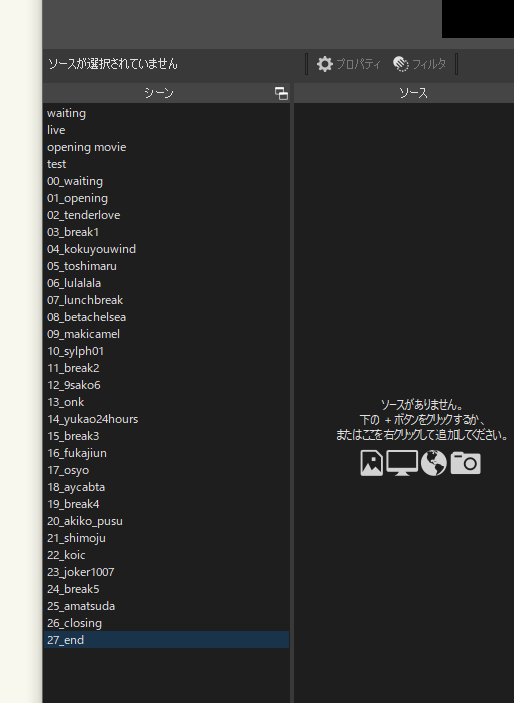 ソースが選択されていません
プロパティ
フィルタ
シーン
ソース
waiting
live
opening movie
test
00_waiting
01_opening
02_tenderlove
03_break1
04_kokuyouwind
05_toshimaru
06_lulalala
07_lunchbreak
08_betachelsea
09_makicamel
10_sylph01
11_break2
12_9sako6
13_onk
14_yukao24hours
15_break3
16_fukajiun
17_osyo
18_aycabta
19_break4
20_akiko_pusu
21_shimoju
22_koic
23_joker1007
24_break5
25_amatsuda
26_closing
27_end
ソースがありません。
下の + ボタンをクリックするか、
またはここを右クリックして追加してください。